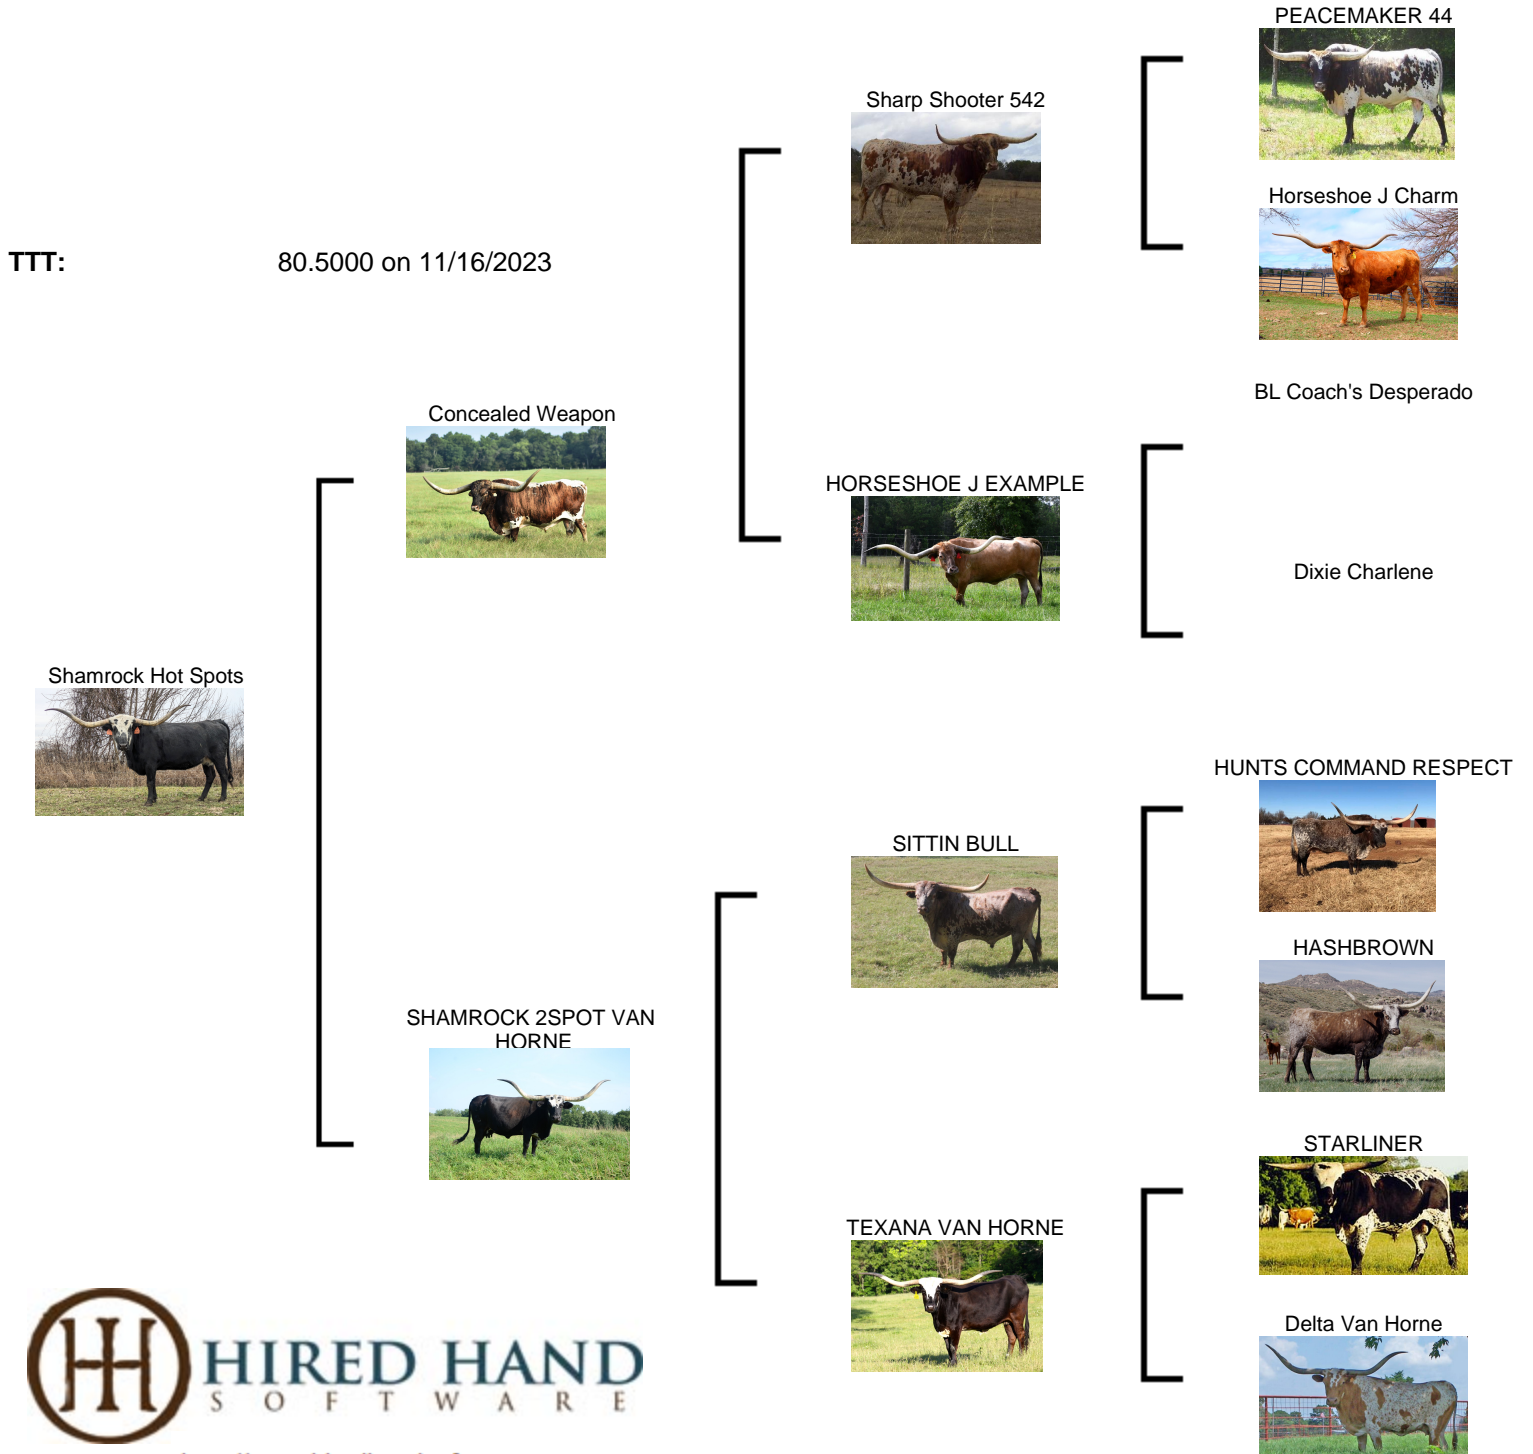 PEACEMAKER 44
Sharp Shooter 542
Horseshoe J Charm
TTT: 80.5000 on 11/16/2023
BL Coach's Desperado
Concealed Weapon
HORSESHOE J EXAMPLE
Dixie Charlene
Shamrock Hot Spots
HUNTS COMMAND RESPECT
SITTIN BULL
HASHBROWN
SHAMROCK 2SPOT VAN
HORNE
STARLINER
TEXANA VAN HORNE
Delta Van Horne
HIRED HAND
SOFTWARE